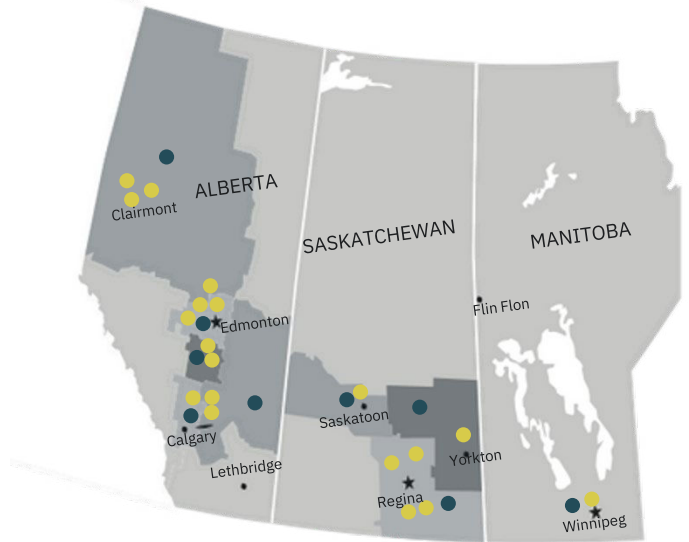 ALBERTA
Clairmont
SASKATCHEWAN
MANITOBA
Flin Flon
Edmonton
Saskatoon
Calgary
Yorkton
Lethbridge
Regina
Winnipeg